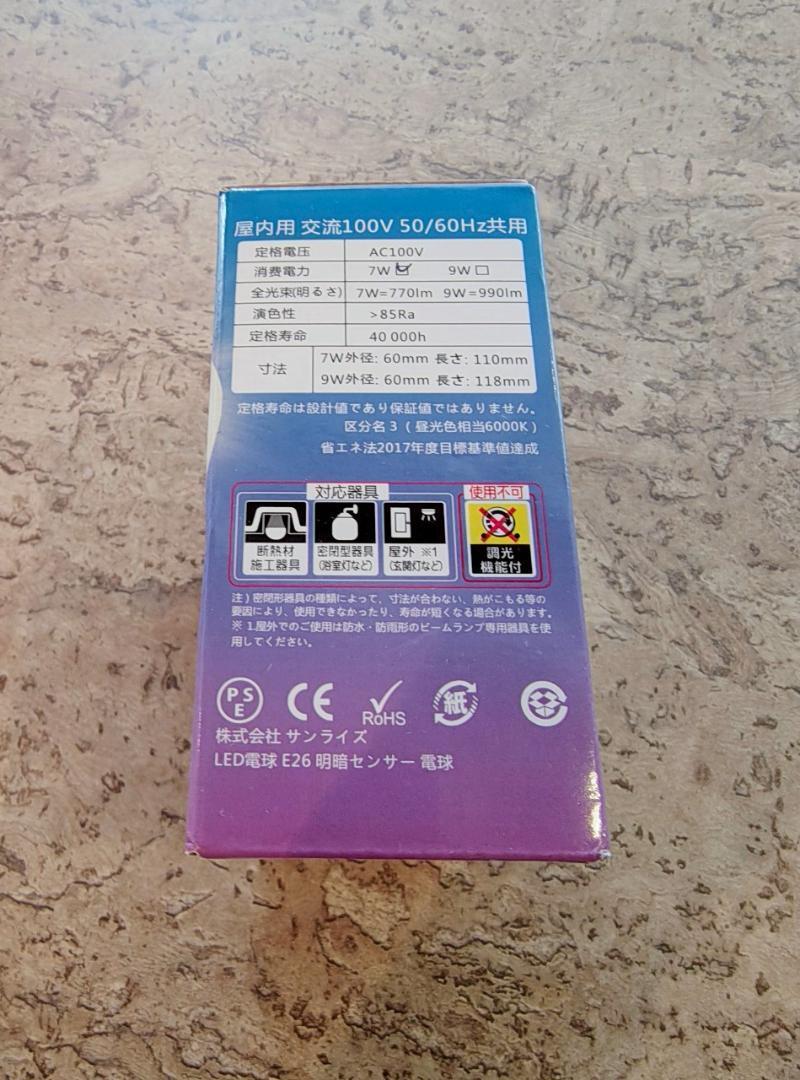 屋内用 交流100V 50/60Hz共用
定格電圧 AC100V
消費電力 7W 9W
全光束(明るさ) 7W=770lm 9W=990lm
演色性 >85Ra
定格寿命 40 000h
寸法 7W外径: 60mm 長さ: 110mm
9W外径: 60mm 長さ: 118mm
定格寿命は設計値であり保証値ではありません。
区分名3（昼光色相当6000K）
省エネ法2017年度目標基準値達成
対応器具 使用不可
断熱材 密閉型器具 屋外 ※1 調光
施工器具 (浴室灯など) (玄関灯など) 機能付
注）密閉形器具の種類によって、寸法が合わない、熱がこもる等の
要因により、使用できなかったり、寿命が短くなる場合があります。
※ 1.屋外でのご使用は防水・防雨形のビームランプ専用器具を使
用してください。
PS
E CE RoHS 紙
株式会社 サンライズ
LED電球 E26 明暗センサー 電球